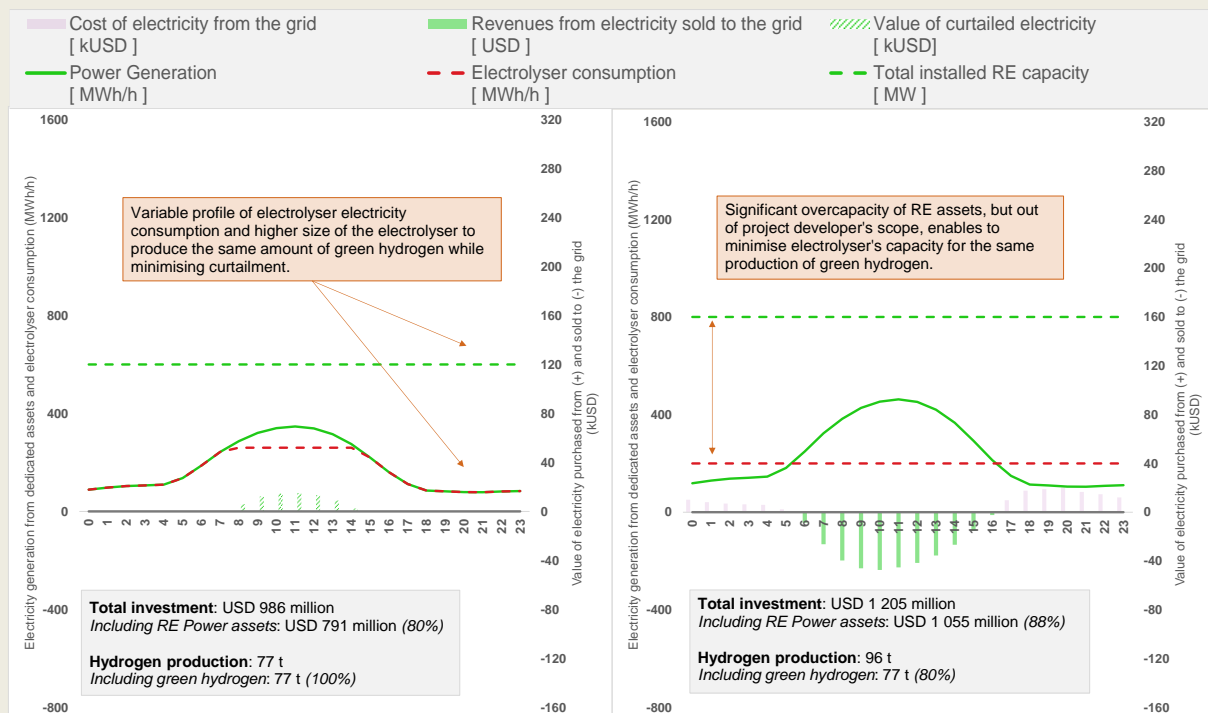 Cost of electricity from the grid
[ kUSD ]
Revenues from electricity sold to the grid
[ USD ]
Value of curtailed electricity
[ kUSD]
Power Generation
[ MWh/h ]
Electrolyser consumption
[ MWh/h ]
Total installed RE capacity
[ MW ]
Electricity generation from dedicated assets and electrolyser consumption (MWh/h)
1600
1200
800
400
0
-400
-800
Variable profile of electrolyser electricity
consumption and higher size of the electrolyser to
produce the same amount of green hydrogen while
minimising curtailment.
0 1 2 3 4 5 6 7 8 9 10 11 12 13 14 15 16 17 18 19 20 21 22 23
Total investment: USD 986 million
Including RE Power assets: USD 791 million (80%)
Hydrogen production: 77 t
Including green hydrogen: 77 t (100%)
320
280
240
200
160
120
80
40
0
-40
-80
-120
-160
Value of electricity purchased from (+) and sold to (-) the grid
(kUSD)
Electricity generation from dedicated assets and electrolyser consumption (MWh/h)
1600
1200
800
400
0
-400
-800
Significant overcapacity of RE assets, but out
of project developer's scope, enables to
minimise electrolyser's capacity for the same
production of green hydrogen.
0 1 2 3 4 5 6 7 8 9 10 11 12 13 14 15 16 17 18 19 20 21 22 23
Total investment: USD 1 205 million
Including RE Power assets: USD 1 055 million (88%)
Hydrogen production: 96 t
Including green hydrogen: 77 t (80%)
320
280
240
200
160
120
80
40
0
-40
-80
-120
-160
Value of electricity purchased from (+) and sold to (-) the grid
(kUSD)